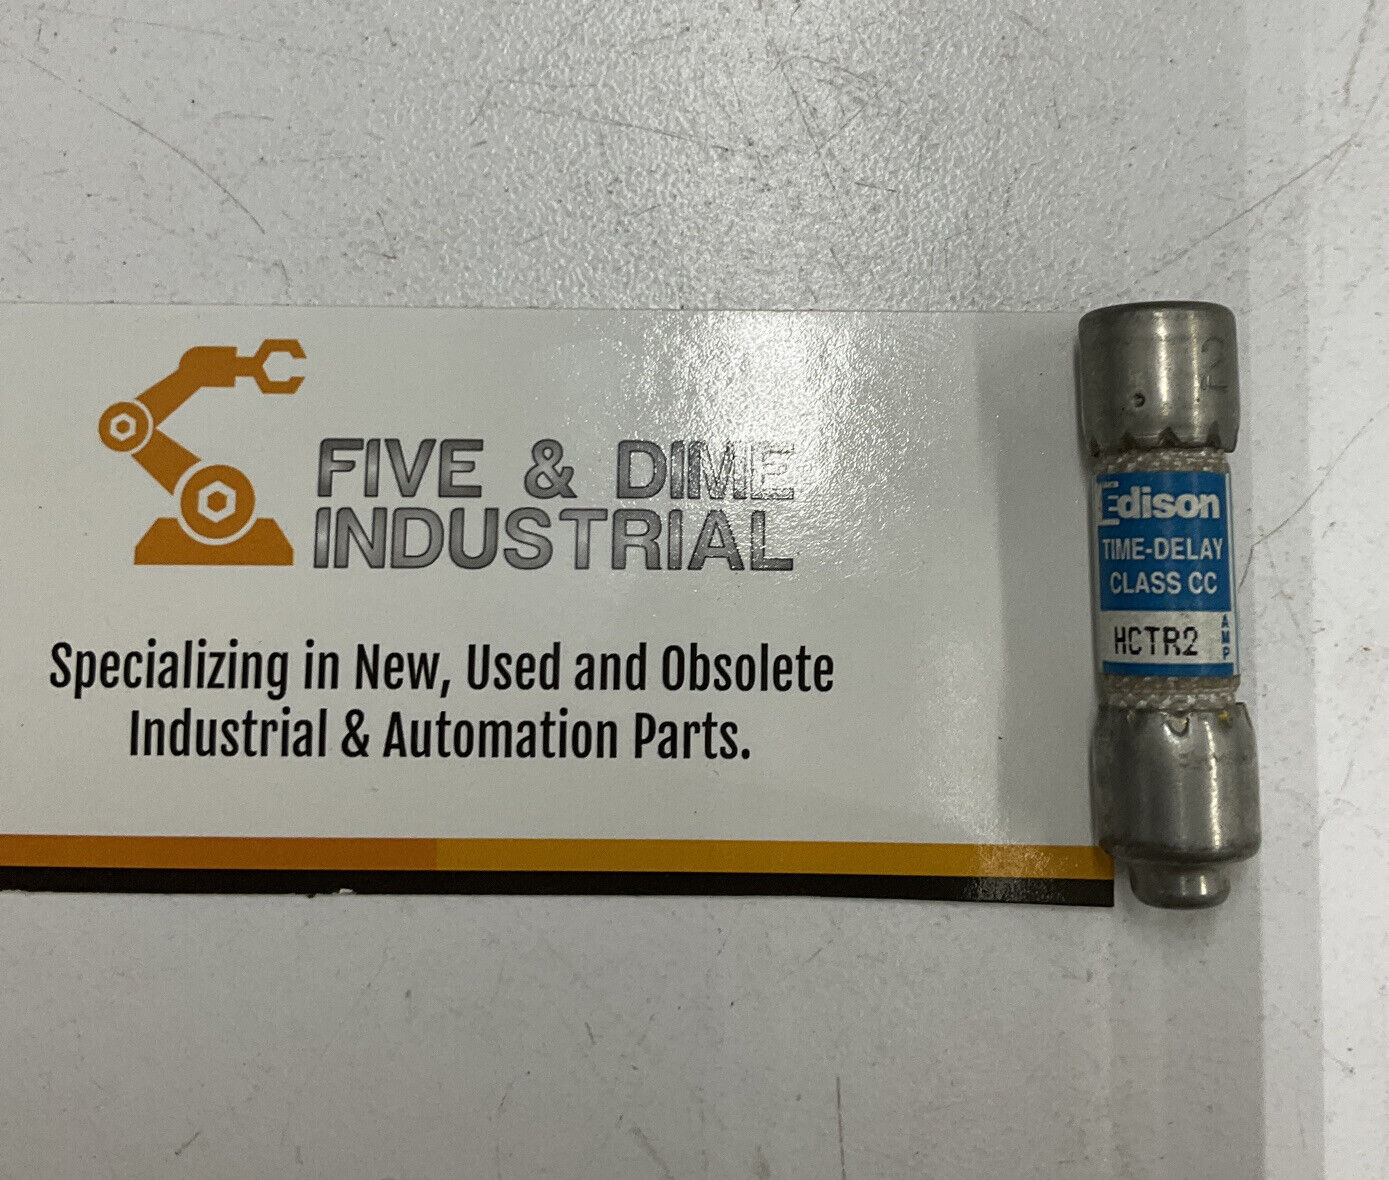 FIVE & DIME
INDUSTRIAL
Specializing in New, Used and Obsolete
Industrial & Automation Parts.
2
Edison
TIME-DELAY
CLASS CC
HCTR2
AMP